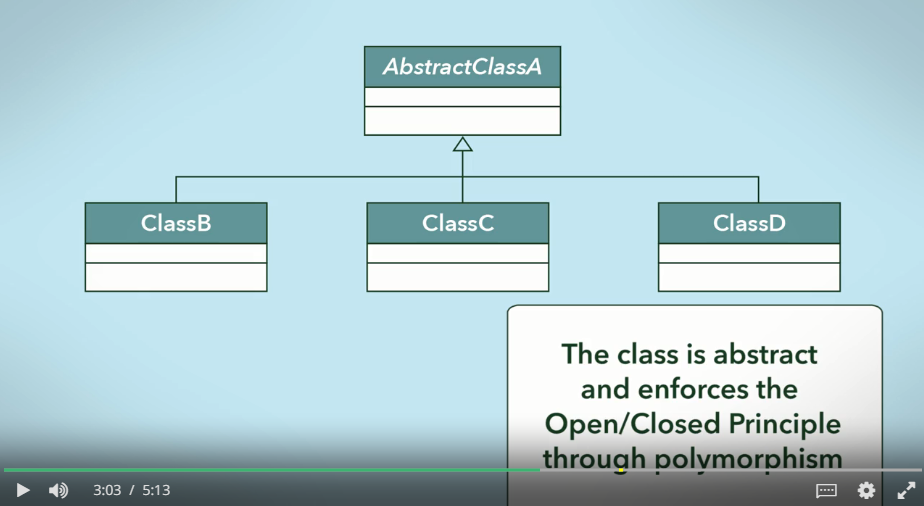 AbstractClassA
ClassB
ClassC
ClassD
The class is abstract
and enforces the
Open/Closed Principle
through polymorphism
3:03 / 5:13